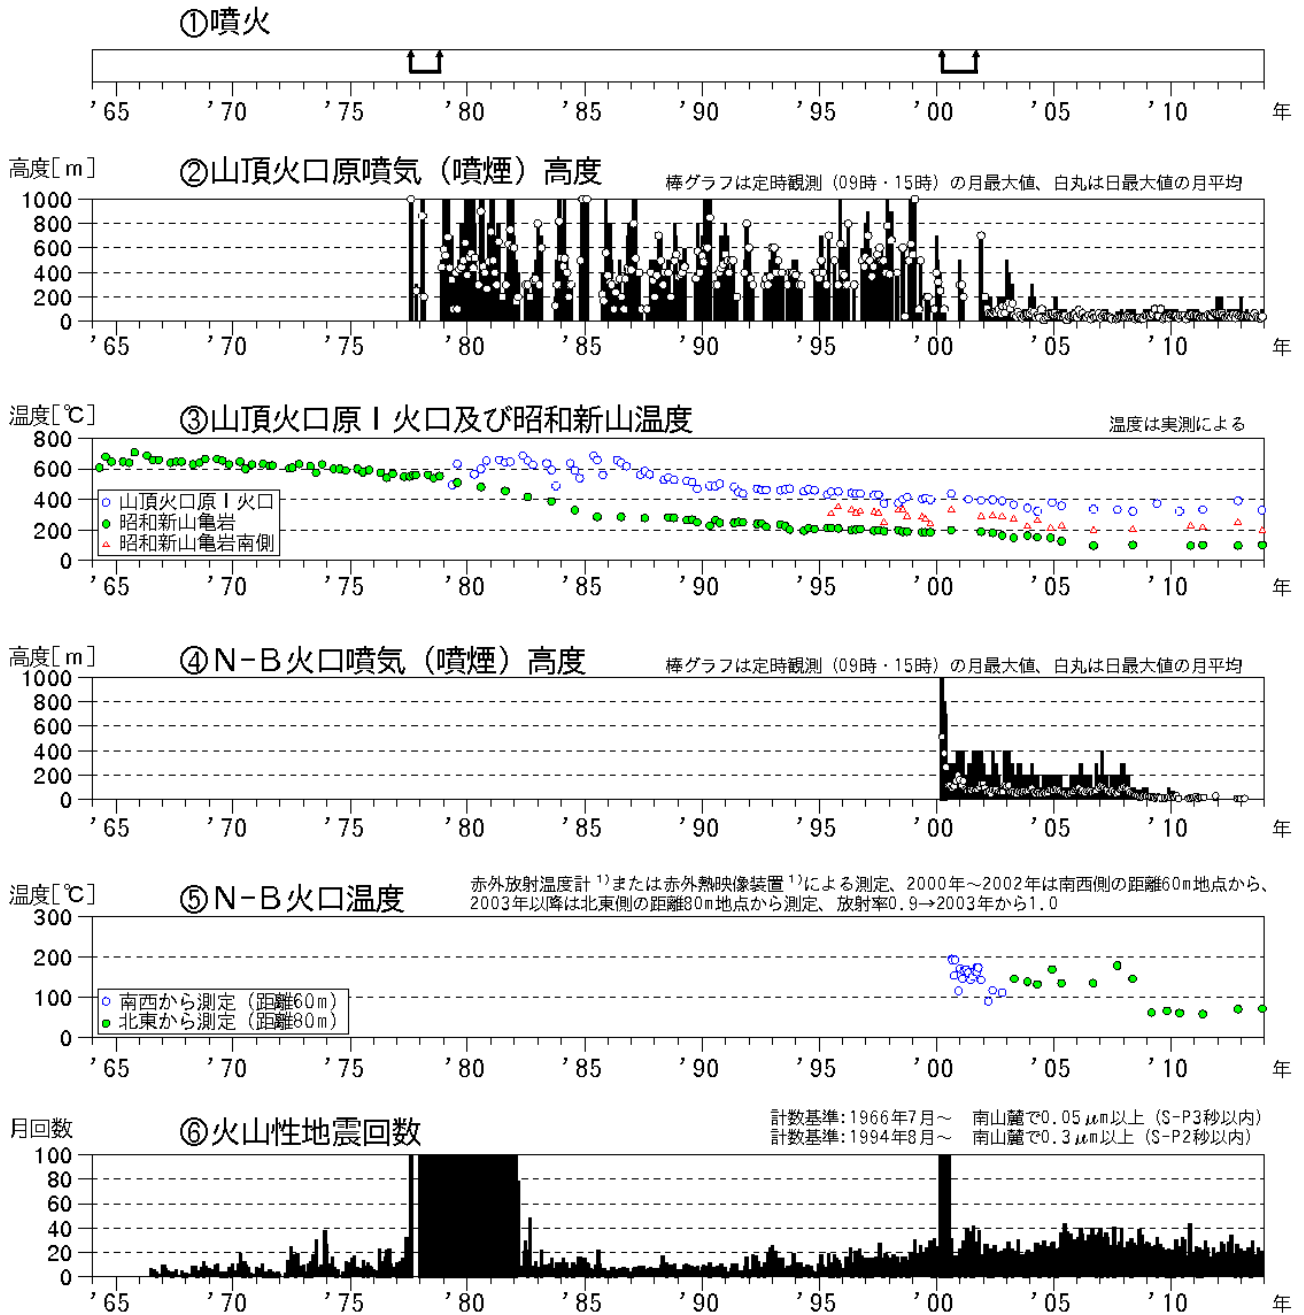 ①噴火
'65 '70 '75 '80 '85 '90 '95 '00 '05 '10 年
高度[m] ②山頂火口原噴気(噴煙)高度 棒グラフは定時観測(09時・15時)の月最大値、白丸は日最大値の月平均
1000
800
600
400
200
0
'65 '70 '75 '80 '85 '90 '95 '00 '05 '10 年
温度[℃] ③山頂火口原Ⅰ火口及び昭和新山温度 温度は実測による
800
600
400
200
0
山頂火口原Ⅰ火口
昭和新山亀岩
昭和新山亀岩南側
'65 '70 '75 '80 '85 '90 '95 '00 '05 '10 年
高度[m] ④N-B火口噴気(噴煙)高度 棒グラフは定時観測(09時・15時)の月最大値、白丸は日最大値の月平均
1000
800
600
400
200
0
'65 '70 '75 '80 '85 '90 '95 '00 '05 '10 年
温度[℃] ⑤N-B火口温度 赤外放射温度計1)または赤外熱映像装置1)による測定、2000年~2002年は南西側の距離60m地点から、
2003年以降は北東側の距離80m地点から測定、放射率0.9→2003年から1.0
300
200
100
0
南西から測定(距離60m)
北東から測定(距離80m)
'65 '70 '75 '80 '85 '90 '95 '00 '05 '10 年
月回数 ⑥火山性地震回数 計数基準:1966年7月~ 南山麓で0.05μm以上(S-P3秒以内)
計数基準:1994年8月~ 南山麓で0.3μm以上(S-P2秒以内)
100
80
60
40
20
0
'65 '70 '75 '80 '85 '90 '95 '00 '05 '10 年